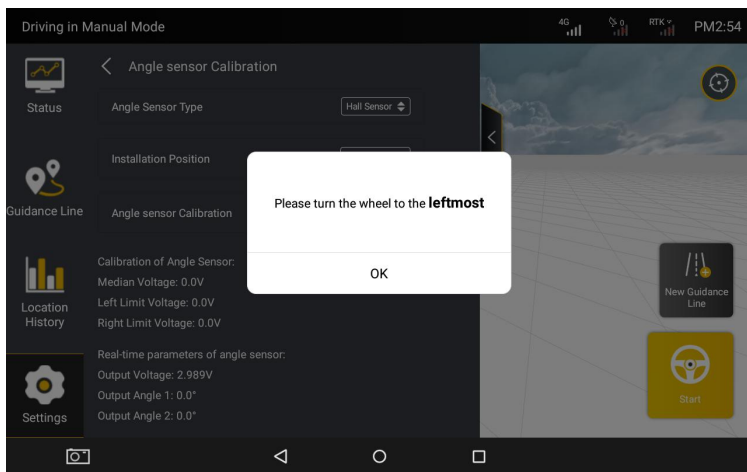 Driving in Manual Mode
4G
0
RTK
PM2:54
Status
Angle sensor Calibration
Angle Sensor Type
Hall Sensor
Installation Position
Guidance Line
Angle sensor Calibration
Please turn the wheel to the leftmost
OK
Calibration of Angle Sensor:
Median Voltage: 0.0V
Left Limit Voltage: 0.0V
Right Limit Voltage: 0.0V
Location
History
New Guidance
Line
Real-time parameters of angle sensor:
Output Voltage: 2.989V
Output Angle 1: 0.0°
Output Angle 2: 0.0°
Settings
Start